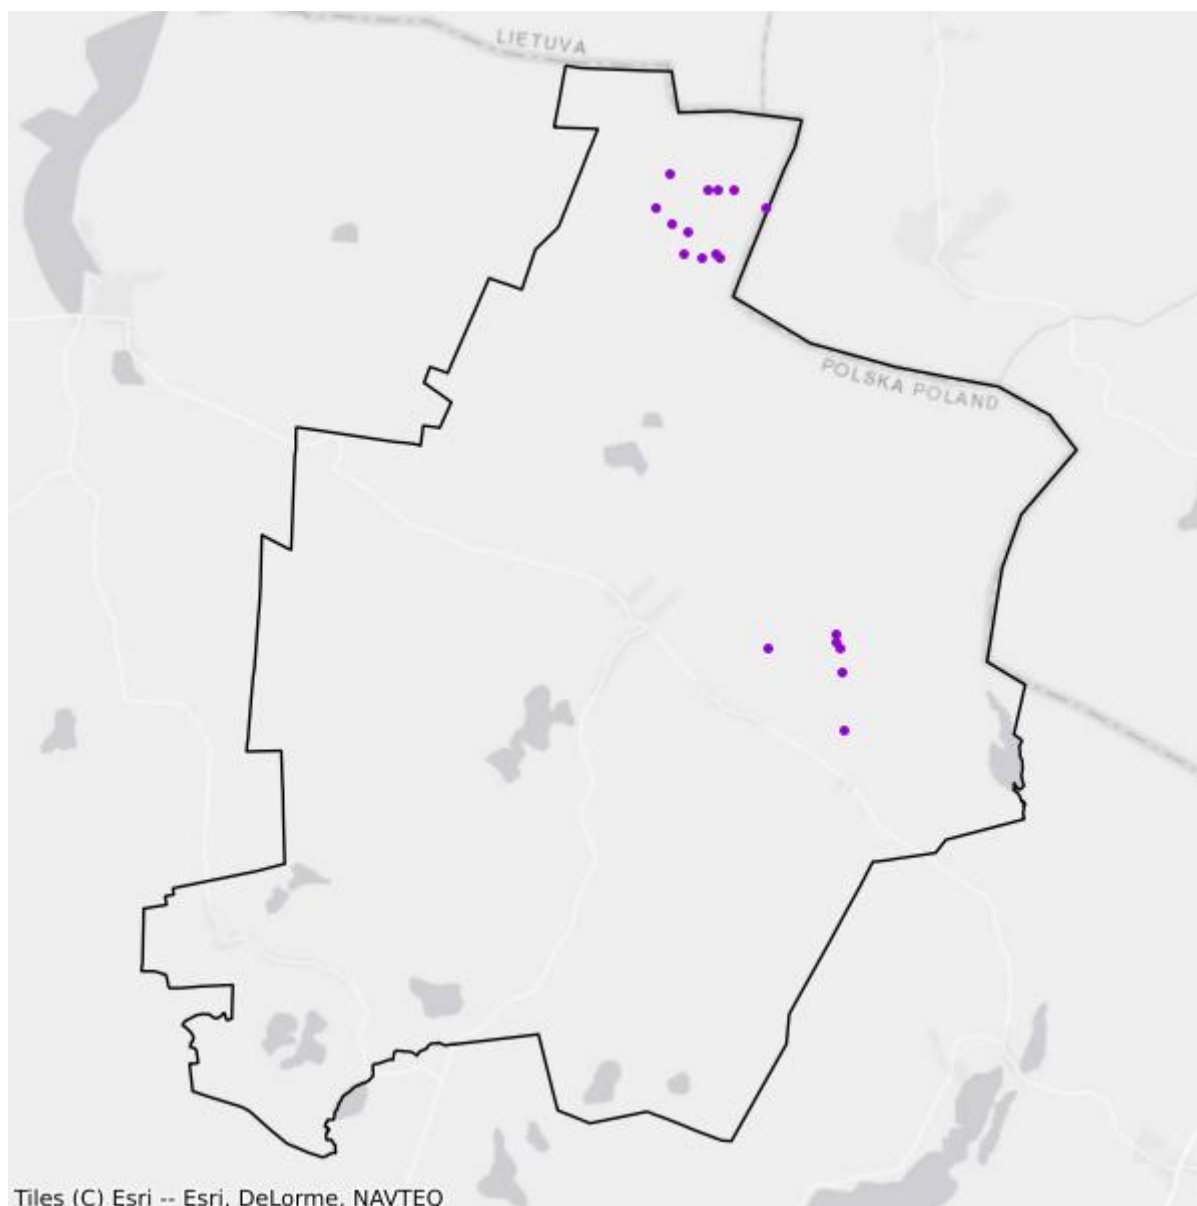 LIETUVA
POLSKA POLAND
Tiles (C) Esri -- Esri, DeLorme, NAVTEQ